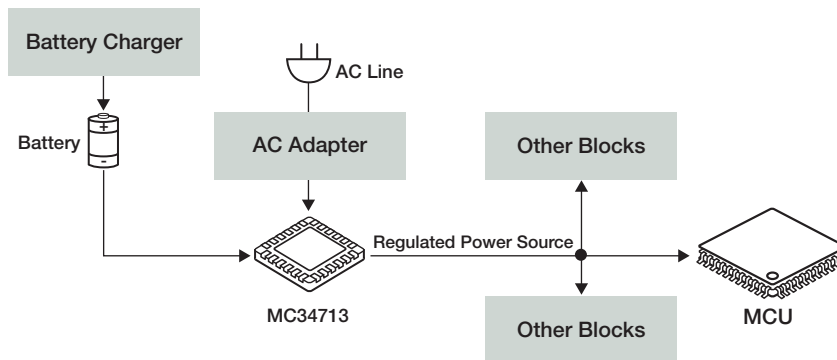 Battery Charger
AC Line
Battery
+
-
AC Adapter
Other Blocks
Regulated Power Source
MC34713
MCU
Other Blocks